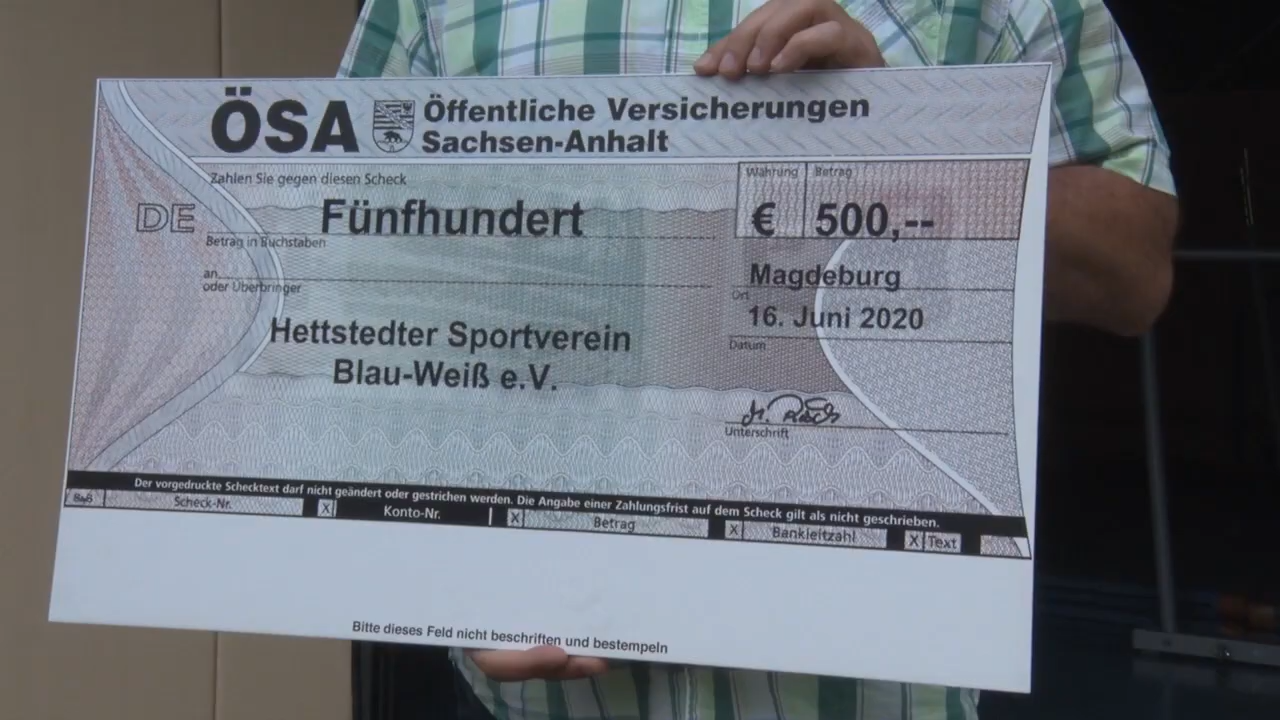 ÖSA Öffentliche Versicherungen
Sachsen-Anhalt
Zahlen Sie gegen diesen Scheck
Währung Betrag
DE
Fünfhundert
€ 500,--
Betrag in Buchstaben
Magdeburg
an
oder Überbringer
Ort
16. Juni 2020
Hettstedter Sportverein
Datum
Blau-Weiß e.V.
Unterschrift
Der vorgedruckte Schecktext darf nicht geändert oder gestrichen werden. Die Angabe einer Zahlungsfrist auf dem Scheck gilt als nicht geschrieben.
Scheck-Nr. X Konto-Nr. X Betrag X Bankleitzahl X Text
Bitte dieses Feld nicht beschriften und bestempeln